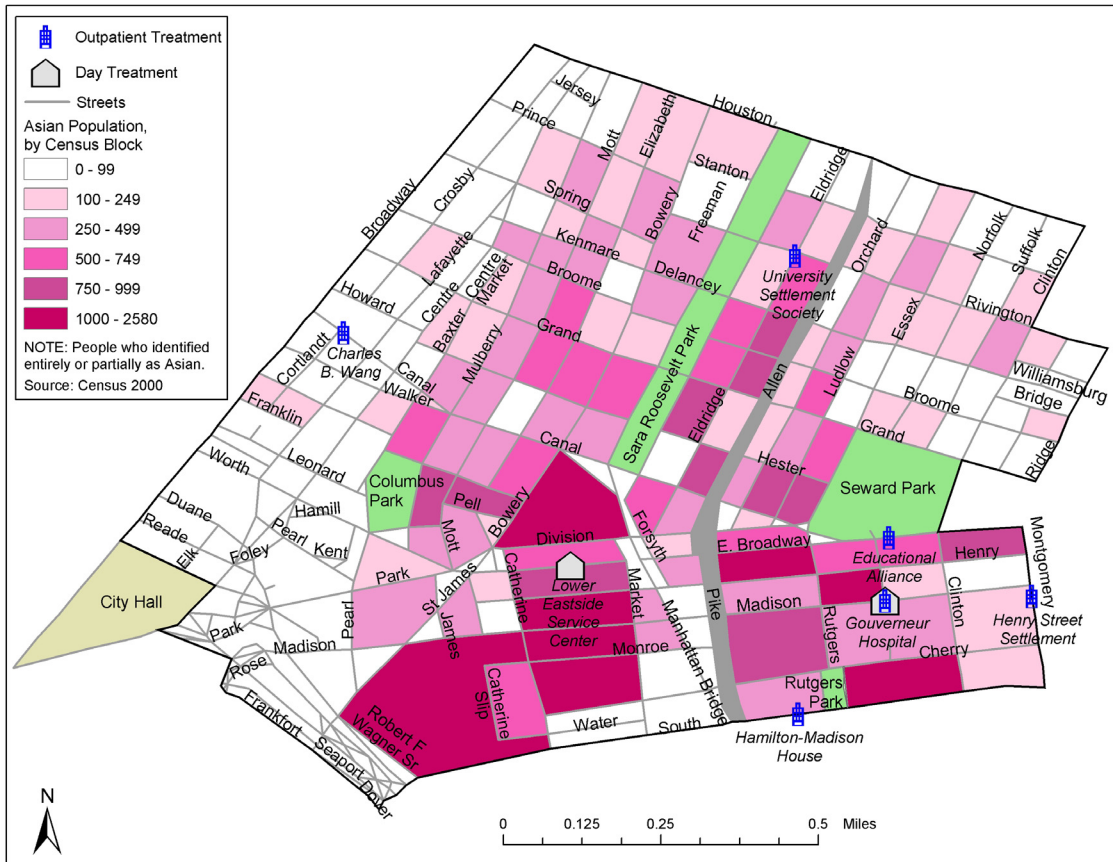 Outpatient Treatment
Day Treatment
Streets
Asian Population,
by Census Block
0 - 99
100 - 249
250 - 499
500 - 749
750 - 999
1000 - 2580
NOTE: People who identified
entirely or partially as Asian.
Source: Census 2000
Houston
Jersey
Prince
Mott
Elizabeth
Stanton
Eldridge
Crosby
Spring
Bowery
Freeman
Orchard
Norfolk
Suffolk
Clinton
Broadway
Lafayette
Kenmare
Delancey
University
Settlement
Society
Rivington
Essex
Centre
Market
Centre
Broome
Howard
Baxter
Mulberry
Grand
Sara Roosevelt Park
Allen
Ludlow
Williamsburg
Bridge
Cortlandt
Charles
B. Wang
Canal
Walker
Eldridge
Broome
Grand
Ridge
Franklin
Canal
Hester
Worth
Leonard
Columbus
Park
Pell
Bowery
Seward Park
Duane
Hamill
Mott
Forsyth
Reade
Pearl
Kent
Division
E. Broadway
Educational
Alliance
Henry
Montgomery
Elk
Foley
Park
St James
Catherine
Lower
Eastside
Service
Center
Market
Pike
Madison
Rutgers
Gouverneur
Hospital
Clinton
Henry Street
Settlement
City Hall
Park
Madison
Pearl
James
Monroe
Manhattan Bridge
Cherry
Rose
Catherine
Slip
Rutgers
Park
Frankfort
Robert F
Wagner Sr
Water
South
Hamilton-Madison
House
Seaport
Dover
N
0
0.125
0.25
0.5
Miles